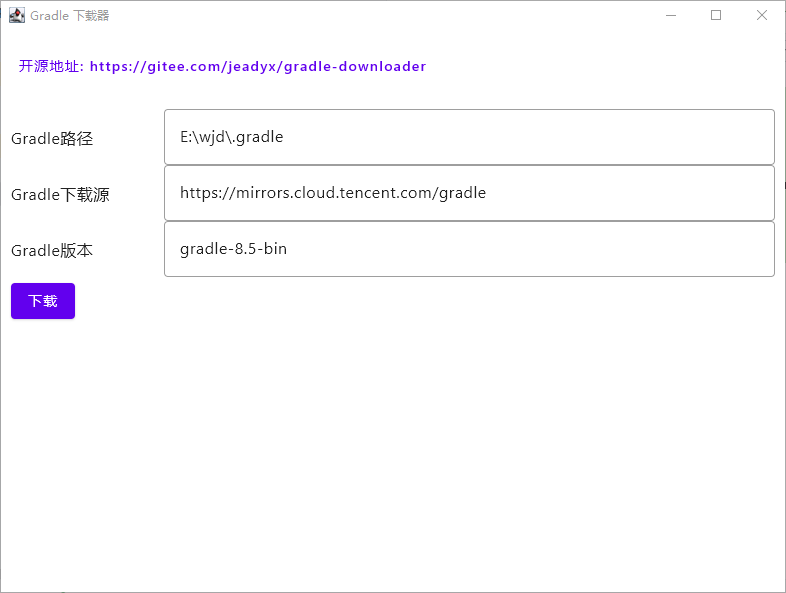 Gradle 下载器
开源地址: https://gitee.com/jeadyx/gradle-downloader
Gradle路径 E:\wjd\.gradle
Gradle下载源 https://mirrors.cloud.tencent.com/gradle
Gradle版本 gradle-8.5-bin
下载